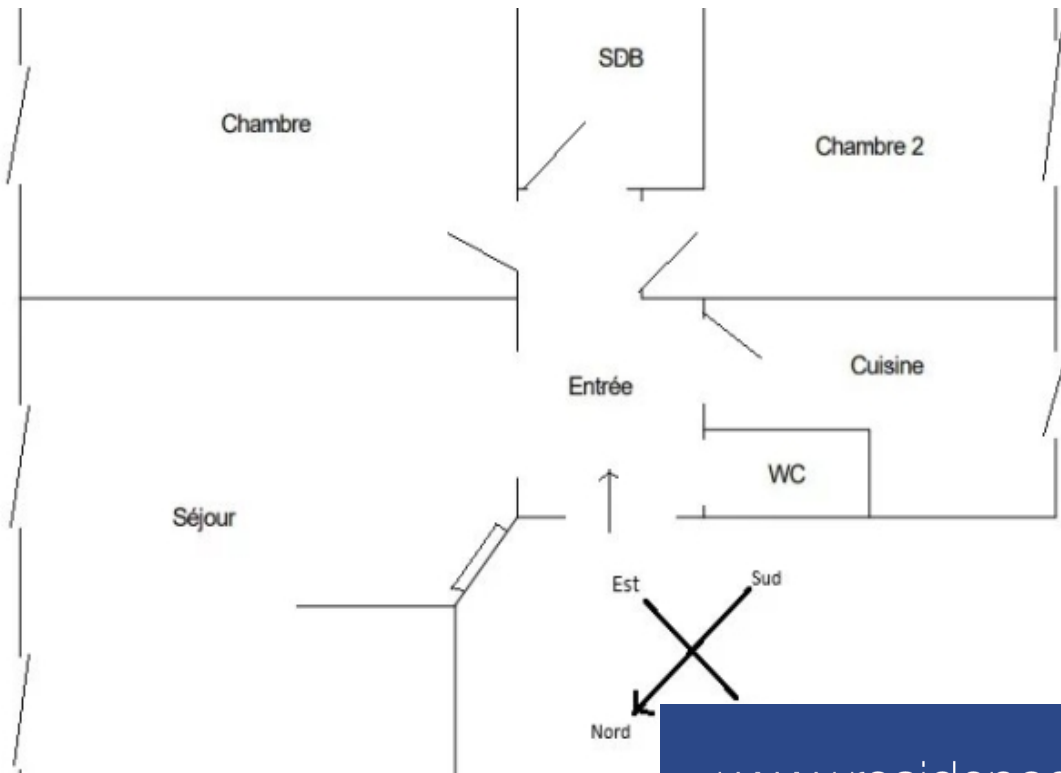 SDB
Chambre
Chambre 2
Cuisine
Entrée
WC
Séjour
Est
Sud
Nord